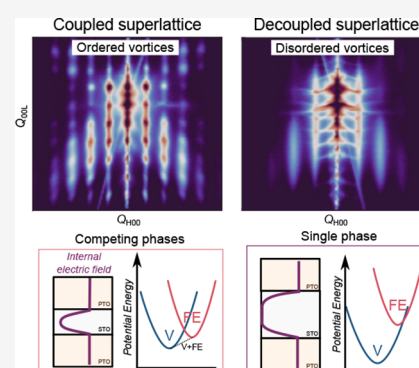 Coupled superlattice
Decoupled superlattice
Ordered vortices
Disordered vortices
Q00L
QH00
QH00
Competing phases
Single phase
Internal
electric field
PTO
STO
PTO
Potential Energy
V
FE
V+FE
PTO
STO
PTO
Potential Energy
FE
V